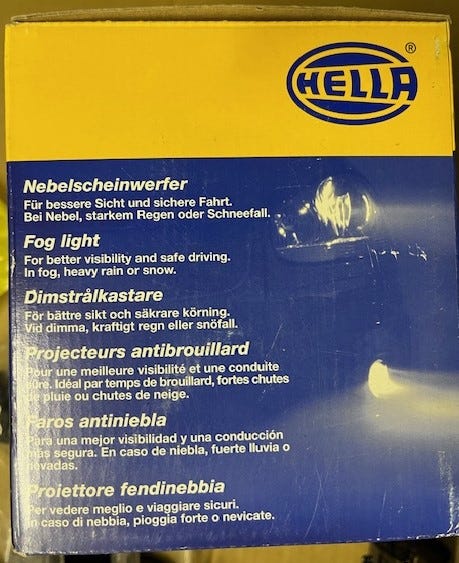 HELLA ®
Nebelscheinwerfer
Für bessere Sicht und sichere Fahrt.
Bei Nebel, starkem Regen oder Schneefall.
Fog light
For better visibility and safe driving.
In fog, heavy rain or snow.
Dimstrålkastare
För bättre sikt och säkrare körning.
Vid dimma, kraftigt regn eller snöfall.
Projecteurs antibrouillard
Pour une meilleure visibilité et une conduite
sûre. Idéal par temps de brouillard, fortes chutes
de pluie ou chutes de neige.
Faros antiniebla
Para una mejor visibilidad y una conducción
más segura. En caso de niebla, fuerte lluvia o
nevadas.
Proiettore fendinebbia
Per vedere meglio e viaggiare sicuri.
In caso di nebbia, pioggia forte o nevicate.